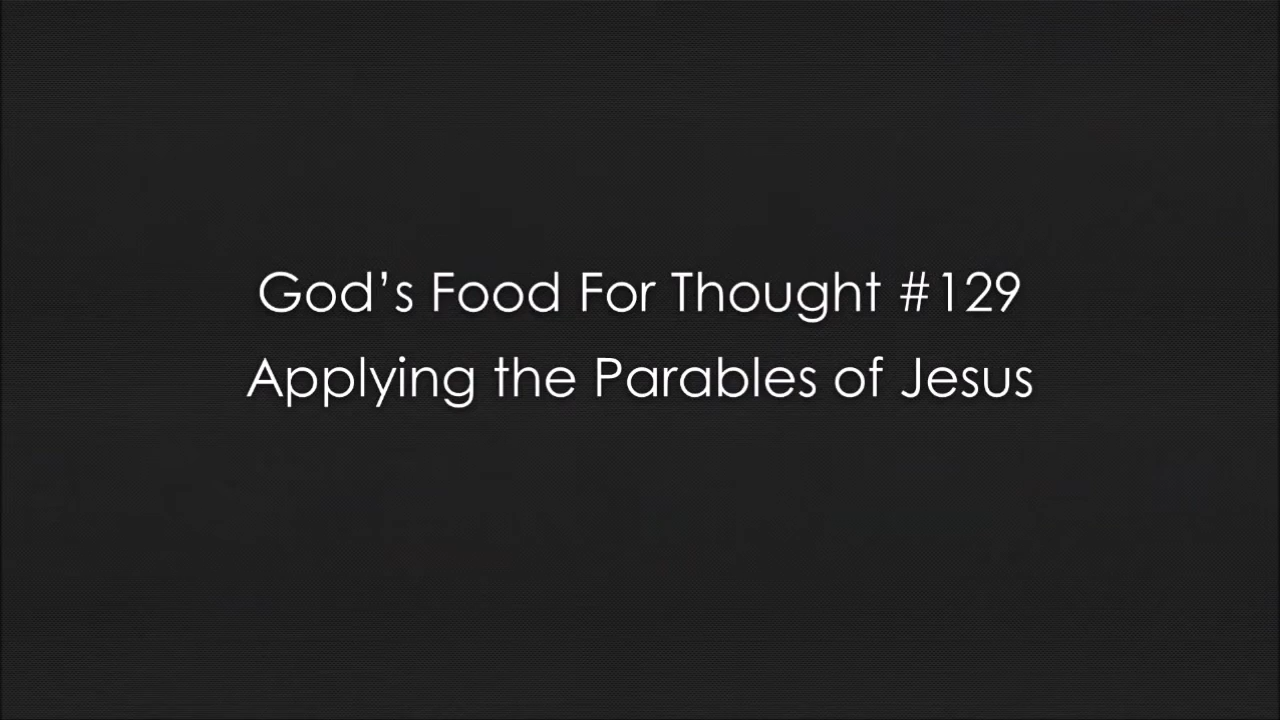 God’s Food For Thought #129
Applying the Parables of Jesus